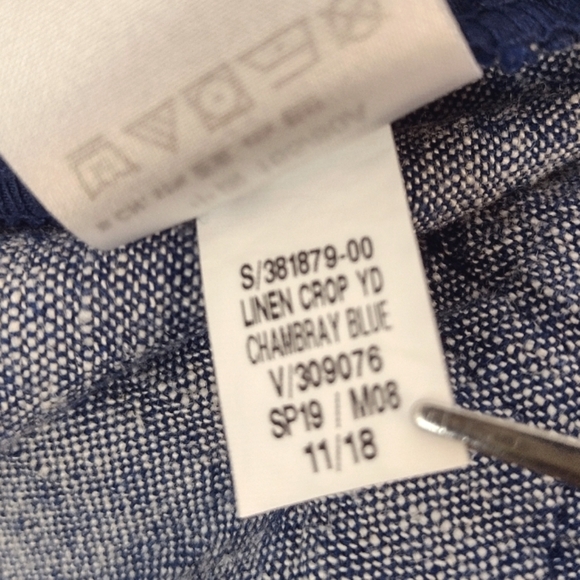 S/381879-00
LINEN CROP YD
CHAMBRAY BLUE
V/309076
SP19 / M08
11/18